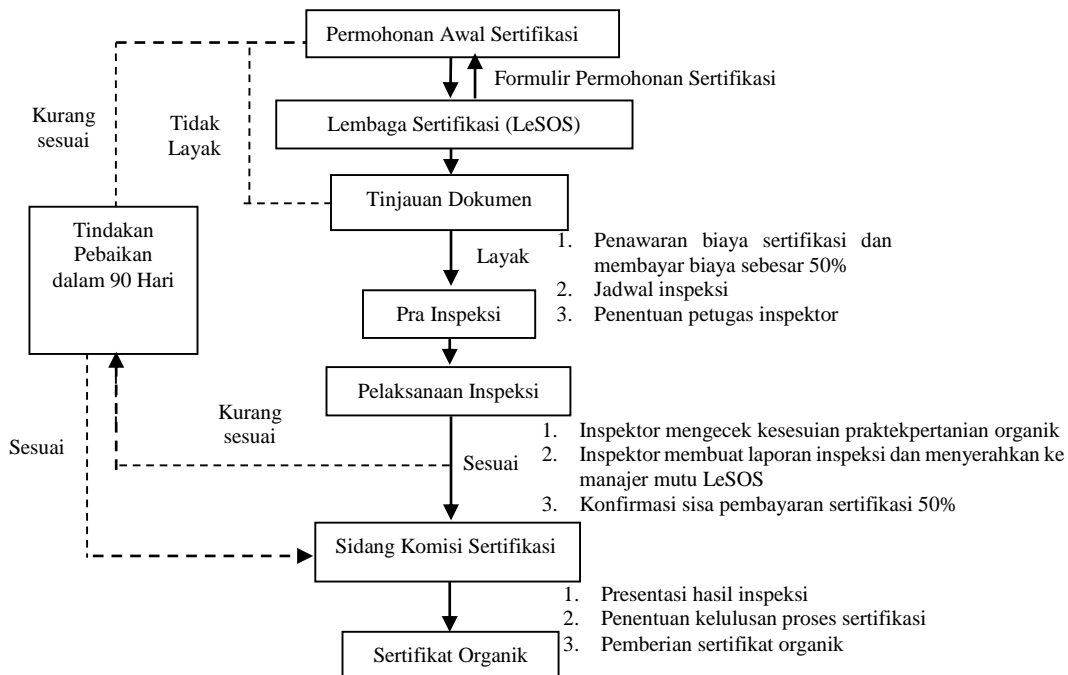 Permohonan Awal Sertifikasi
Formulir Permohonan Sertifikasi
Kurang
sesuai
Tidak
Layak
Lembaga Sertifikasi (LeSOS)
Tinjauan Dokumen
Tindakan
Pebaikan
dalam 90 Hari
Layak
1. Penawaran biaya sertifikasi dan
membayar biaya sebesar 50%
2. Jadwal inspeksi
3. Penentuan petugas inspektor
Pra Inspeksi
Pelaksanaan Inspeksi
Kurang
sesuai
Sesuai
Sesuai
1. Inspektor mengecek kesesuian praktekpertanian organik
2. Inspektor membuat laporan inspeksi dan menyerahkan ke
manajer mutu LeSOS
3. Konfirmasi sisa pembayaran sertifikasi 50%
Sidang Komisi Sertifikasi
1. Presentasi hasil inspeksi
2. Penentuan kelulusan proses sertifikasi
3. Pemberian sertifikat organik
Sertifikat Organik